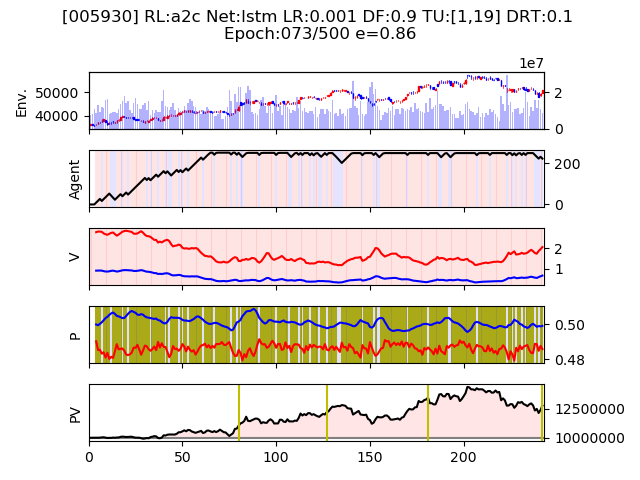 [005930] RL:a2c Net:lstm LR:0.001 DF:0.9 TU:[1,19] DRT:0.1
Epoch:073/500 e=0.86
1e7
Env.
50000
40000
2
0
Agent
200
0
V
2
1
P
0.50
0.48
PV
12500000
10000000
0 50 100 150 200